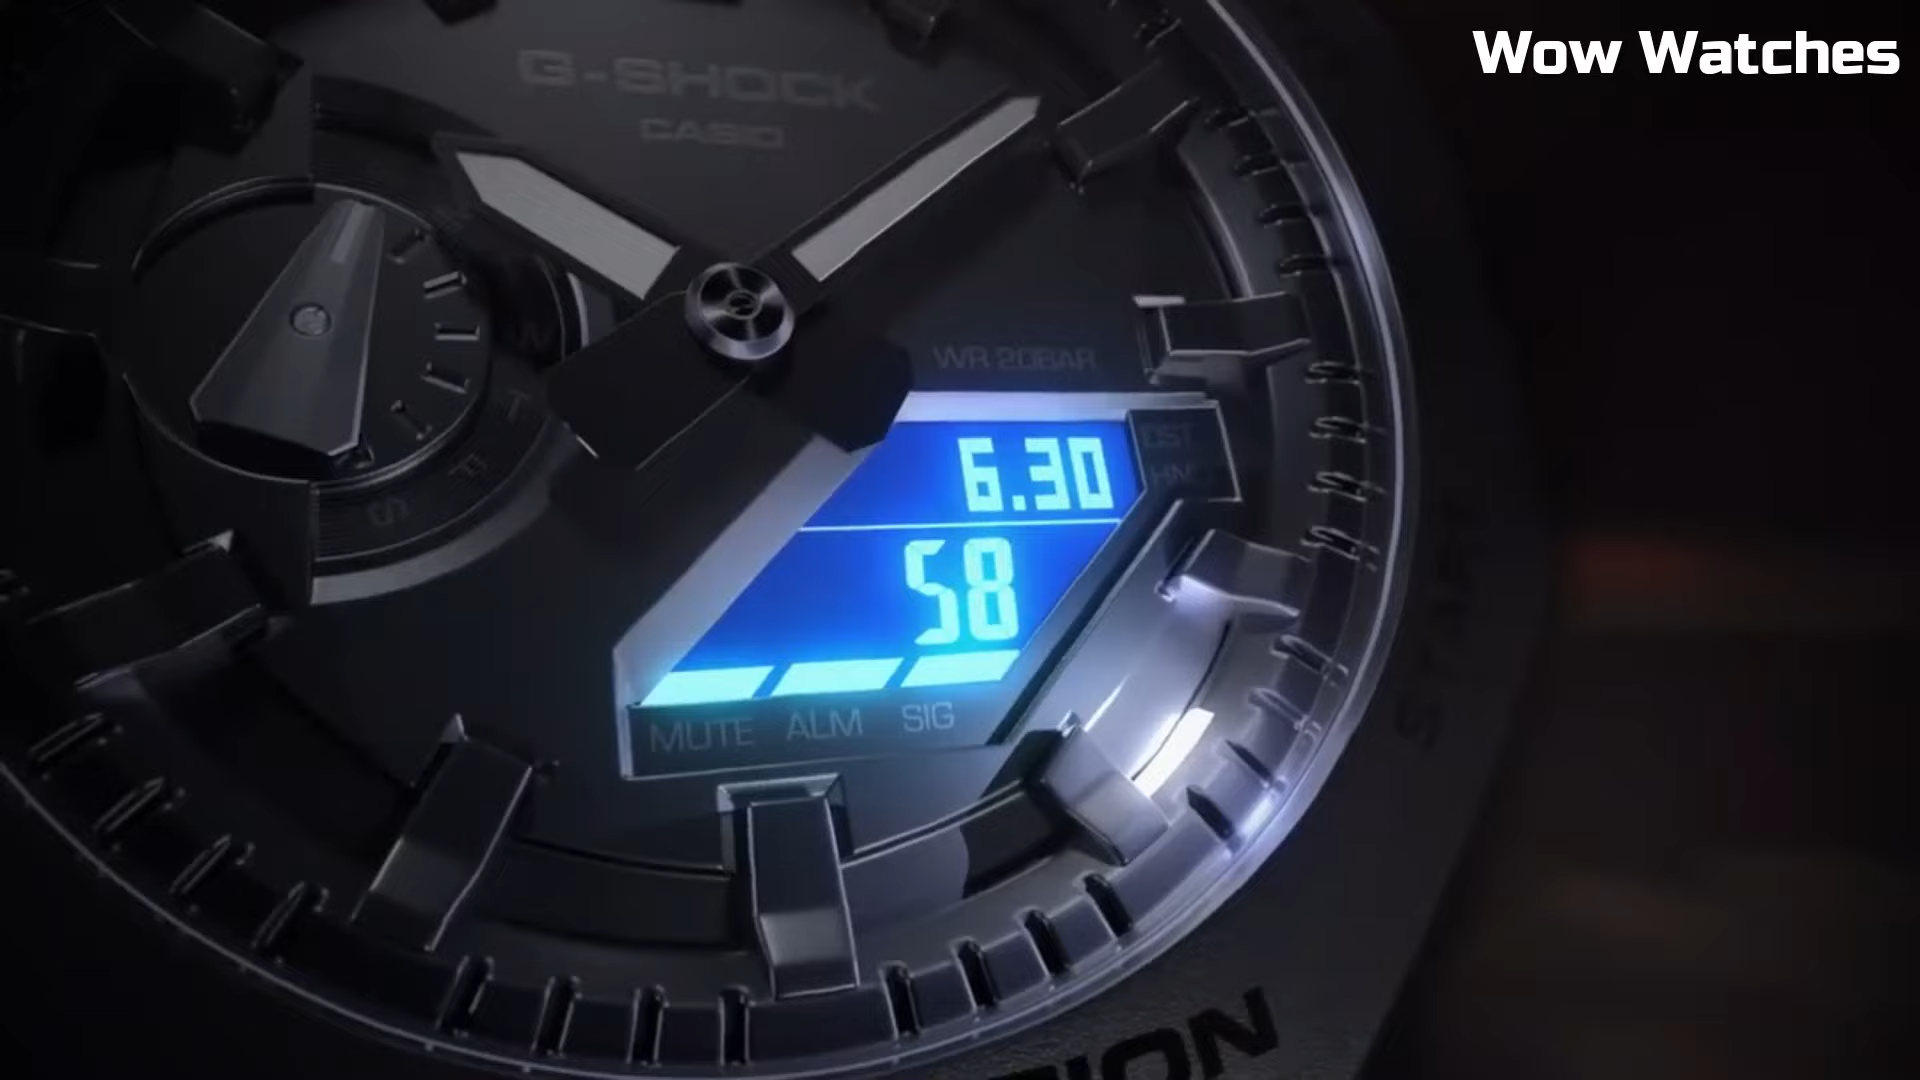 Wow Watches
G-SHOCK
CASIO
WR 20BAR
6.30
DST
58
MUTE ALM SIG
W
T
F
S